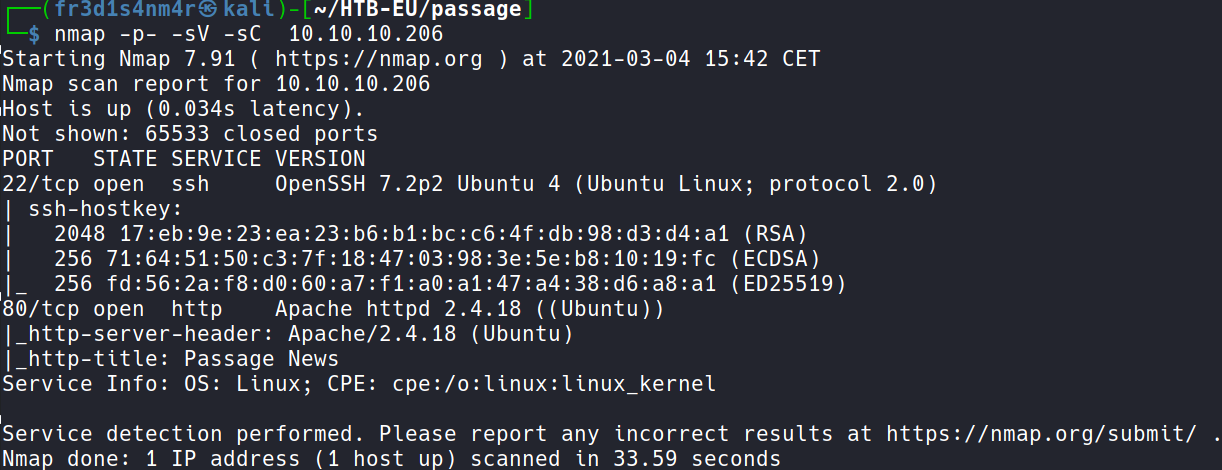 ┌──(fr3d1s4nm4r㉿kali)-[~/HTB-EU/passage]
└─$ nmap -p- -sV -sC  10.10.10.206
Starting Nmap 7.91 ( https://nmap.org ) at 2021-03-04 15:42 CET
Nmap scan report for 10.10.10.206
Host is up (0.034s latency).
Not shown: 65533 closed ports
PORT   STATE SERVICE VERSION
22/tcp open  ssh     OpenSSH 7.2p2 Ubuntu 4 (Ubuntu Linux; protocol 2.0)
| ssh-hostkey:
|   2048 17:eb:9e:23:ea:23:b6:b1:bc:c6:4f:db:98:d3:d4:a1 (RSA)
|   256 71:64:51:50:c3:7f:18:47:03:98:3e:5e:b8:10:19:fc (ECDSA)
|_  256 fd:56:2a:f8:d0:60:a7:f1:a0:a1:47:a4:38:d6:a8:a1 (ED25519)
80/tcp open  http    Apache httpd 2.4.18 ((Ubuntu))
|_http-server-header: Apache/2.4.18 (Ubuntu)
|_http-title: Passage News
Service Info: OS: Linux; CPE: cpe:/o:linux:linux_kernel

Service detection performed. Please report any incorrect results at https://nmap.org/submit/ .
Nmap done: 1 IP address (1 host up) scanned in 33.59 seconds